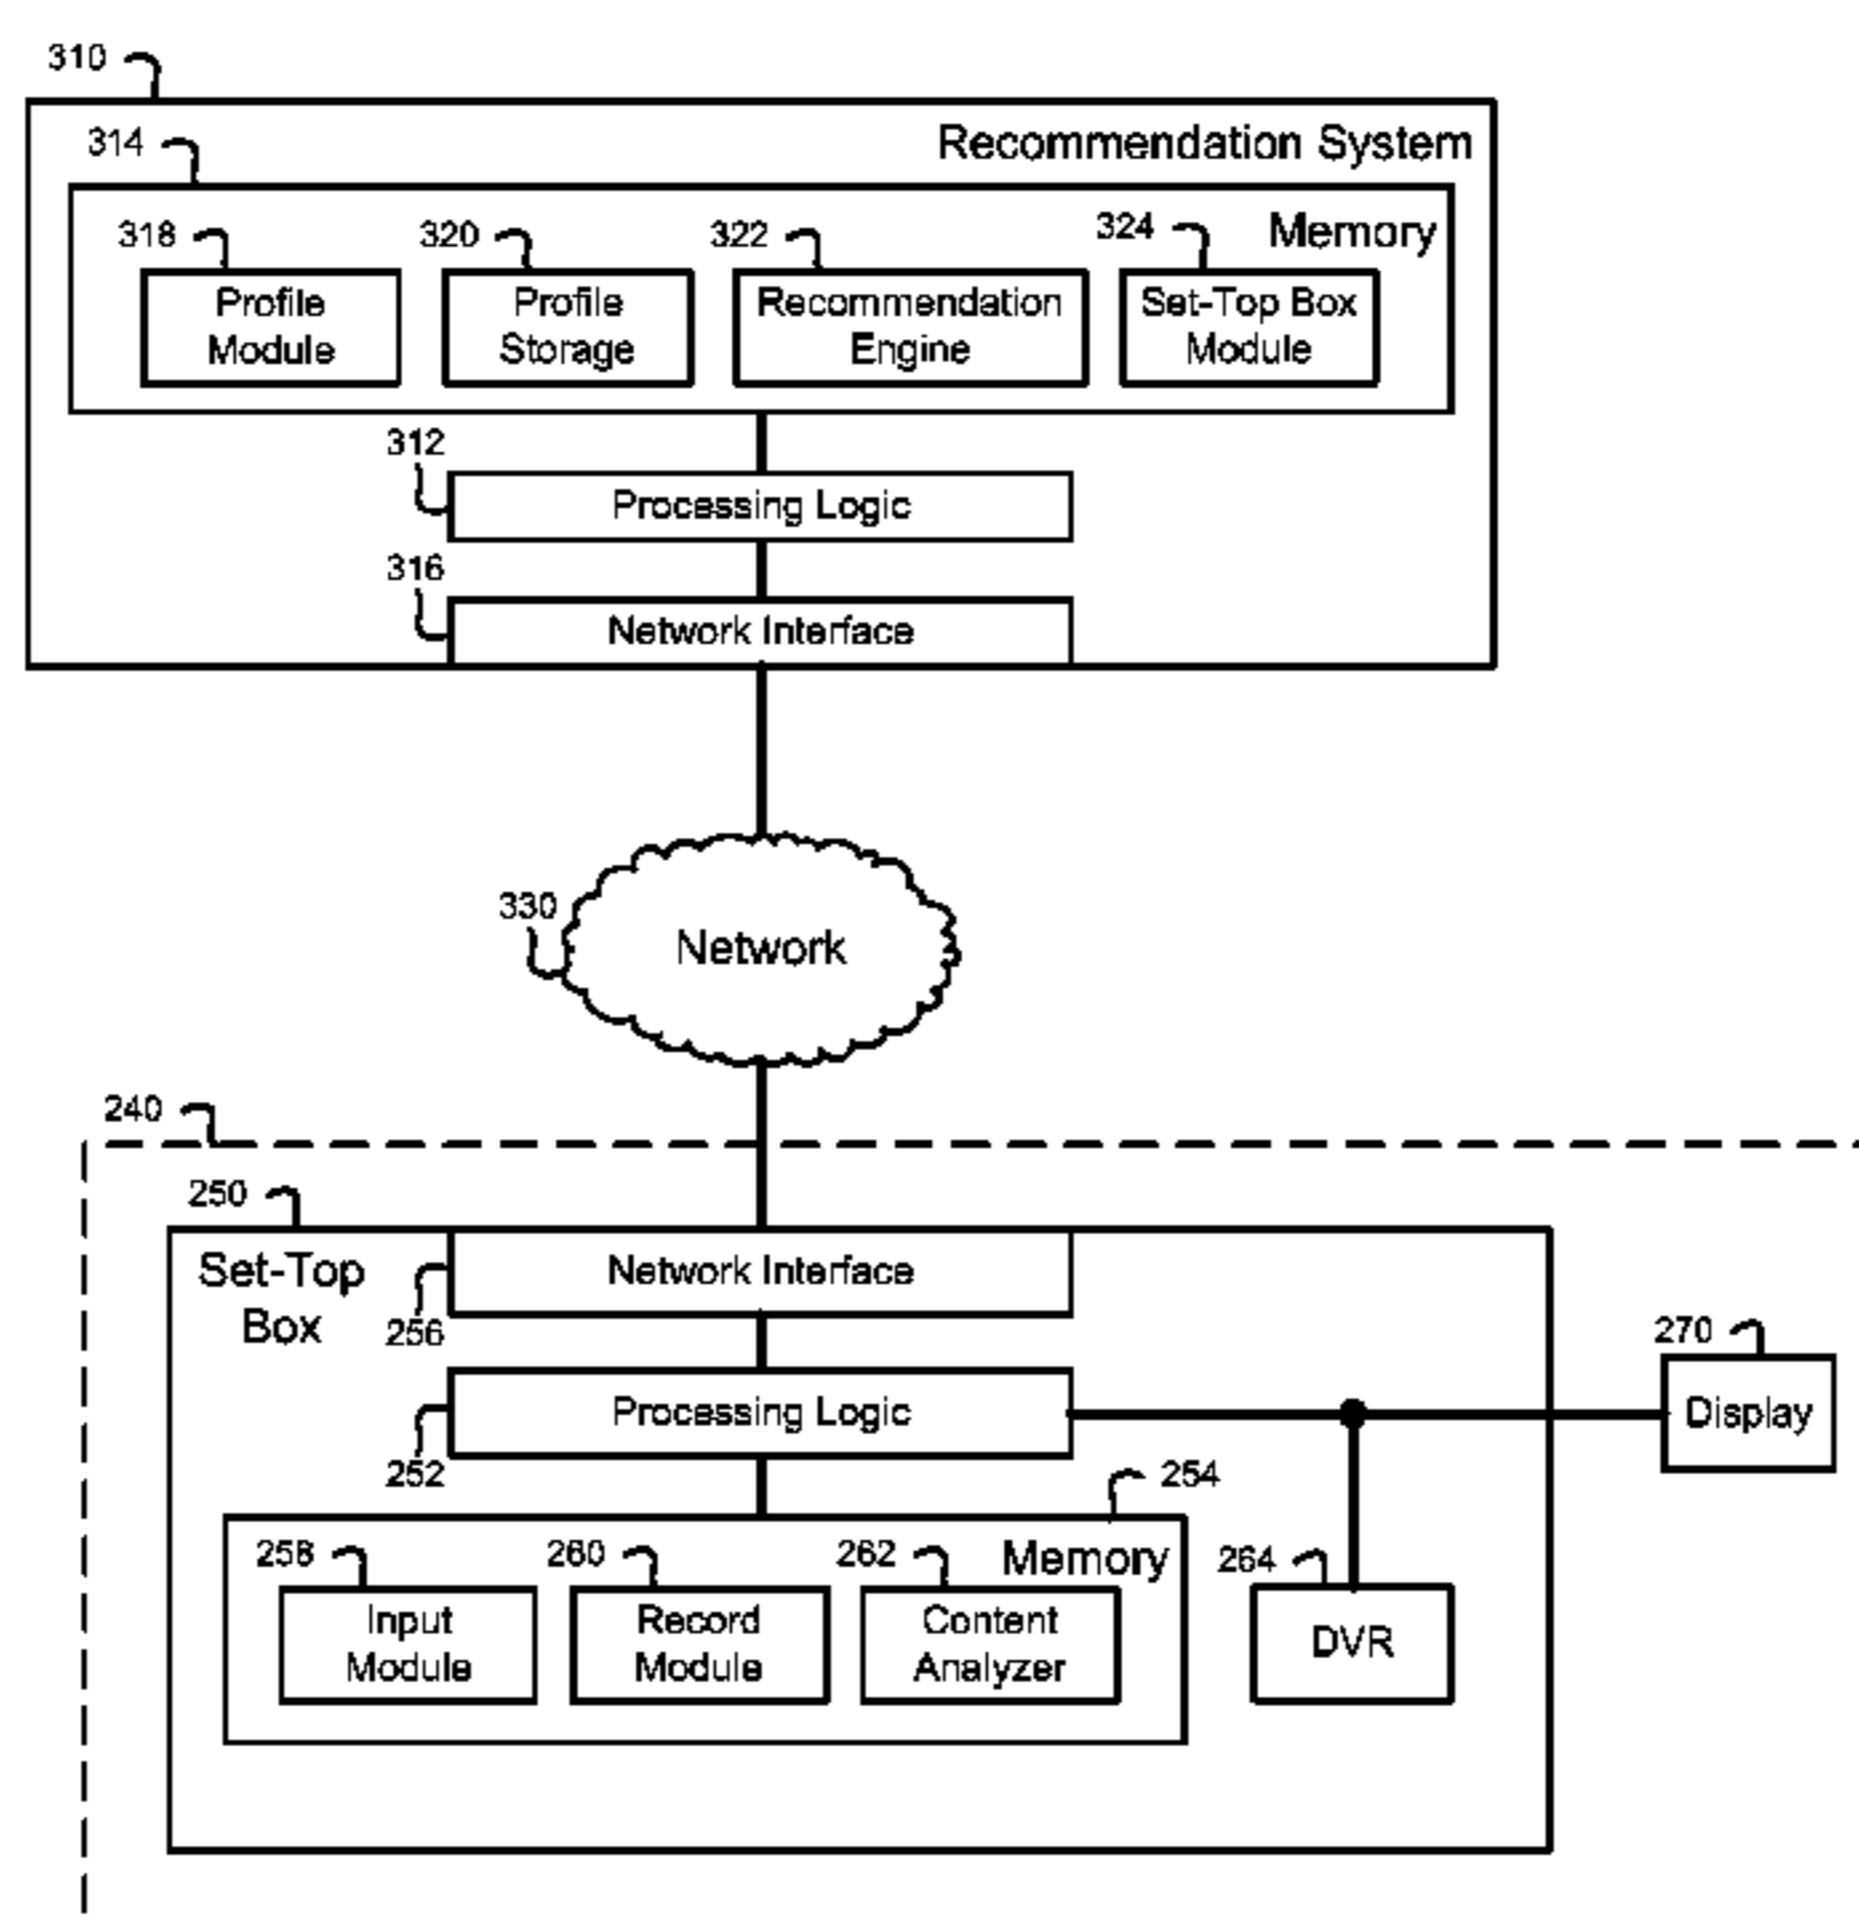 310
Recommendation System
314
Memory
318
320
322
324
Profile
Module
Profile
Storage
Recommendation
Engine
Set-Top Box
Module
312
Processing Logic
316
Network Interface
330
Network
240
250
Set-Top
Box
Network Interface
256
270
Display
Processing Logic
252
254
Memory
258
260
262
264
Input
Module
Record
Module
Content
Analyzer
DVR